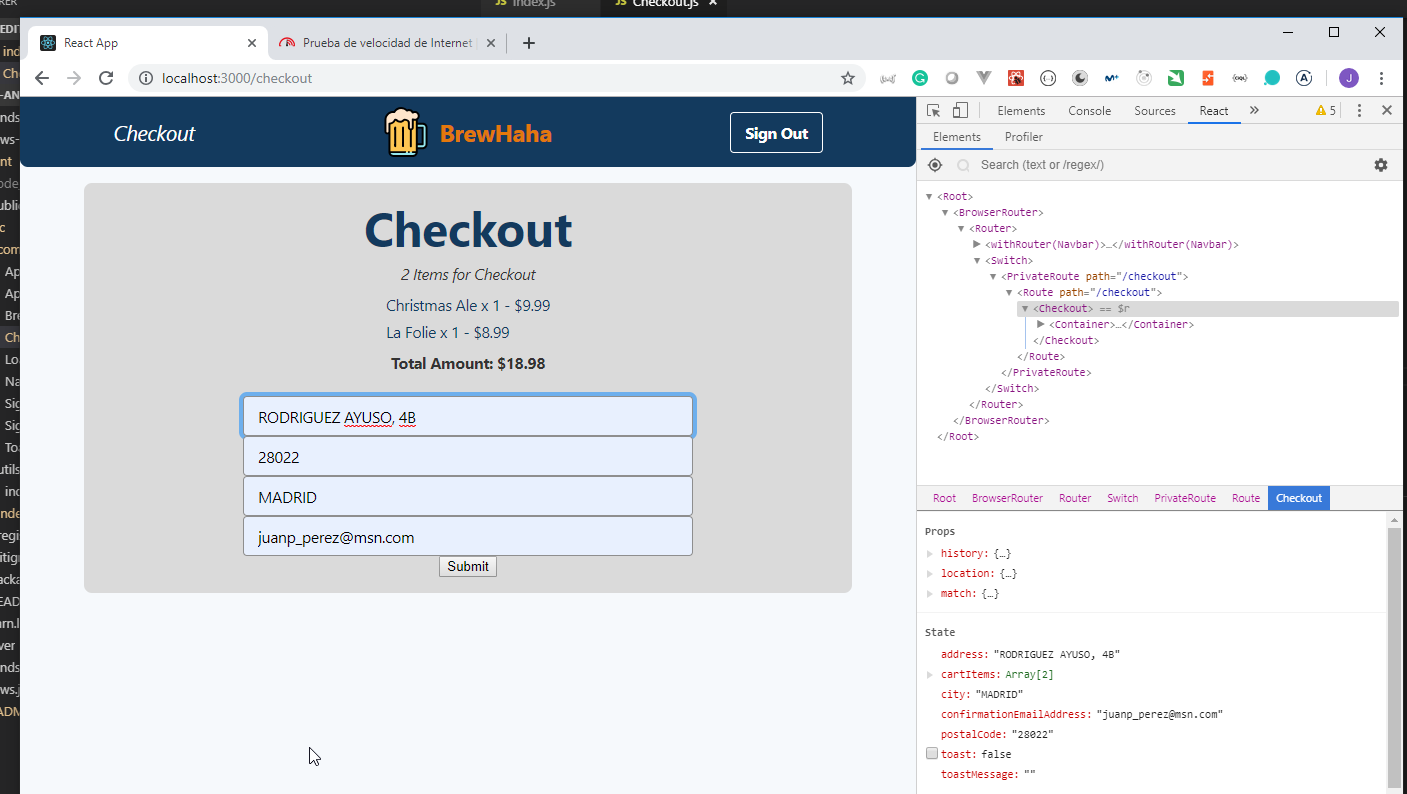 index.js
Checkout.js
React App
Prueba de velocidad de Internet
localhost:3000/checkout
J
Checkout
BrewHaha
Sign Out
Checkout
2 Items for Checkout
Christmas Ale x 1 - $9.99
La Folie x 1 - $8.99
Total Amount: $18.98
RODRIGUEZ AYUSO, 4B
28022
MADRID
juanp_perez@msn.com
Submit
Elements Console Sources React » 5
Elements Profiler
Search (text or /regex/)
<Root>
<BrowserRouter>
<Router>
<withRouter(Navbar)>…</withRouter(Navbar)>
<Switch>
<PrivateRoute path="/checkout">
<Route path="/checkout">
<Checkout> == $r
<Container>…</Container>
</Checkout>
</Route>
</PrivateRoute>
</Switch>
</Router>
</BrowserRouter>
</Root>
Root BrowserRouter Router Switch PrivateRoute Route Checkout
Props
history: {…}
location: {…}
match: {…}
State
address: "RODRIGUEZ AYUSO, 4B"
cartItems: Array[2]
city: "MADRID"
confirmationEmailAddress: "juanp_perez@msn.com"
postalCode: "28022"
toast: false
toastMessage: ""